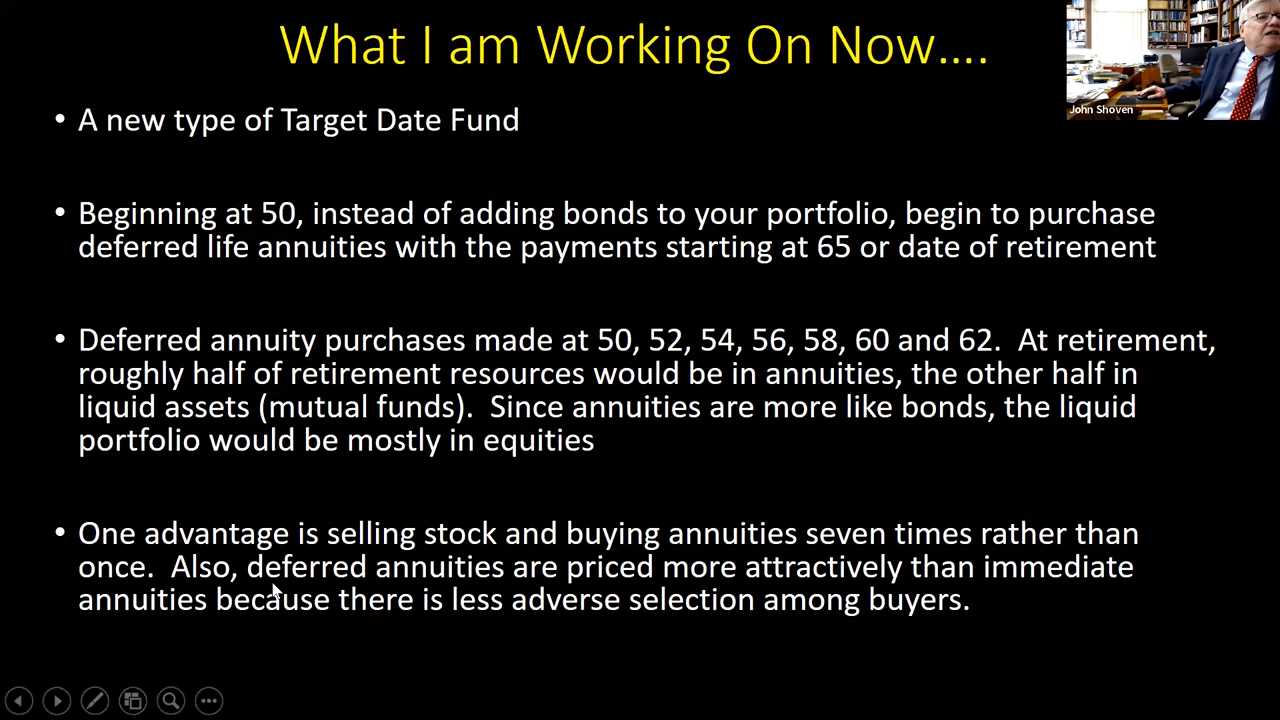 What I am Working On Now....
John Shoven
• A new type of Target Date Fund
• Beginning at 50, instead of adding bonds to your portfolio, begin to purchase
deferred life annuities with the payments starting at 65 or date of retirement
• Deferred annuity purchases made at 50, 52, 54, 56, 58, 60 and 62.  At retirement,
roughly half of retirement resources would be in annuities, the other half in
liquid assets (mutual funds).  Since annuities are more like bonds, the liquid
portfolio would be mostly in equities
• One advantage is selling stock and buying annuities seven times rather than
once.  Also, deferred annuities are priced more attractively than immediate
annuities because there is less adverse selection among buyers.